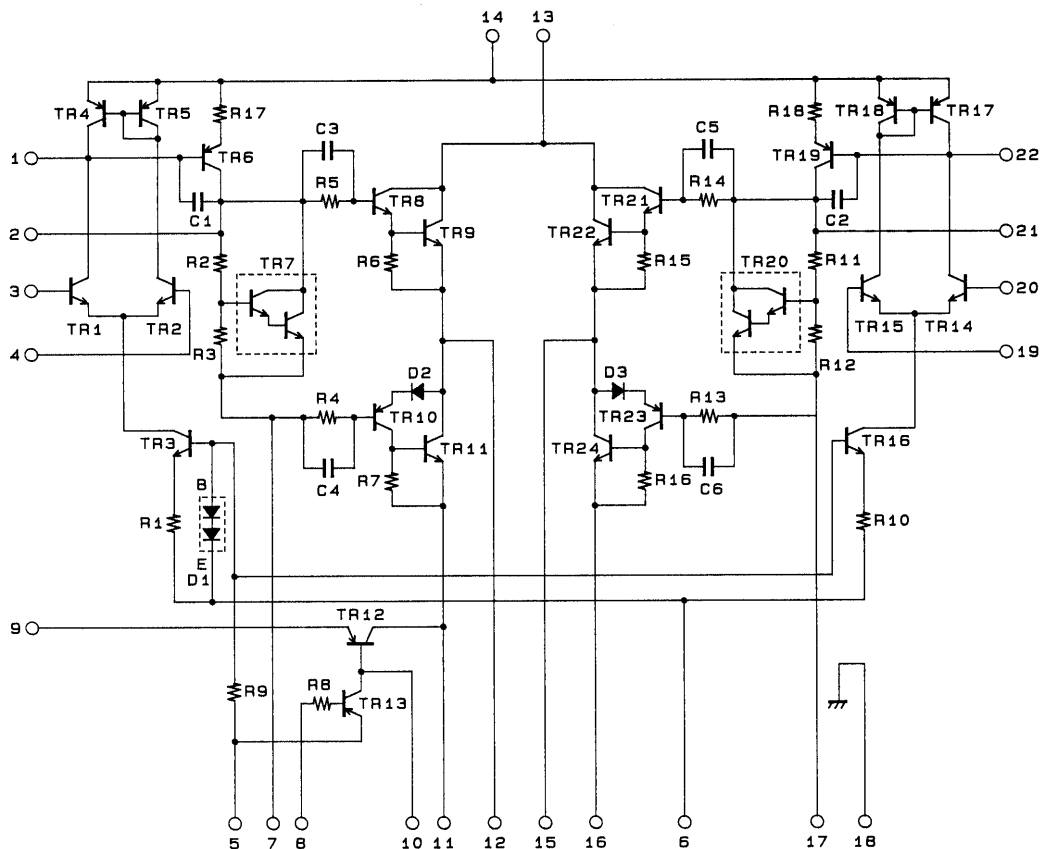 14 13
TR4 TR5 R17 R18 TR18 TR17
C3 C5
1 TR6 TR19 22
R5 R14
C1 TR8 TR21 C2
2 TR9 TR22 21
R2 TR7 R6 R15 TR20 R11
3 20
TR1 TR2 TR15 TR14
4 R3 R12 19
D2 D3
R4 R13
TR10 TR23
TR3 TR11 TR24 TR16
R7 R16
C4 C6
B
R1 R10
E
D1
TR12
9
R9 R8 TR13
5 7 8 10 11 12 15 16 6 17 18